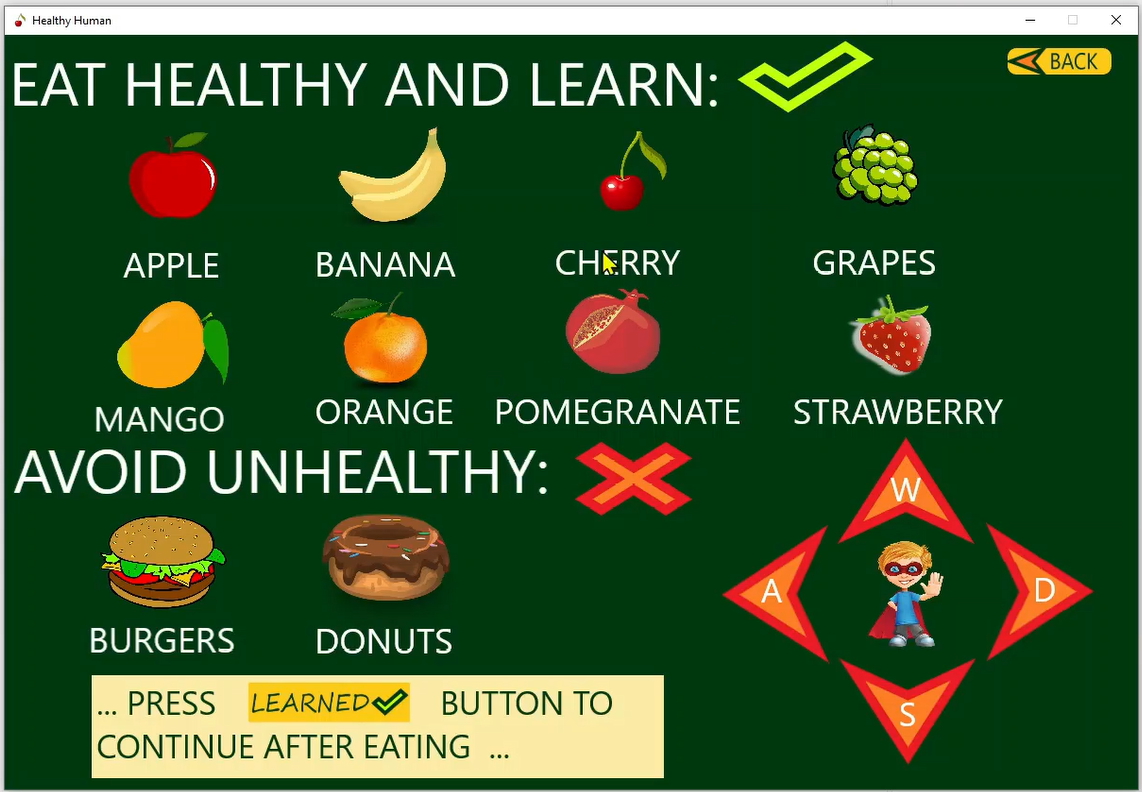 Healthy Human
EAT HEALTHY AND LEARN:
BACK
APPLE
BANANA
CHERRY
GRAPES
MANGO
ORANGE
POMEGRANATE
STRAWBERRY
AVOID UNHEALTHY:
W
A
D
S
BURGERS
DONUTS
... PRESS LEARNED BUTTON TO
CONTINUE AFTER EATING ...